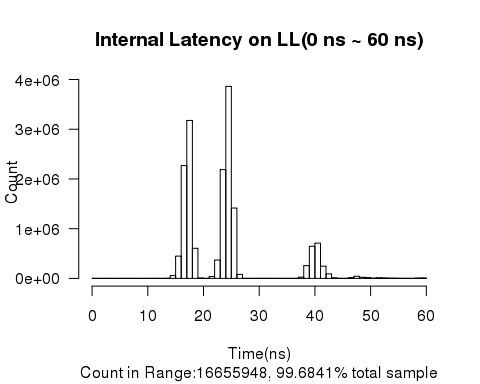 Internal Latency on LL(0 ns ~ 60 ns)
4e+06
3e+06
2e+06
1e+06
0e+00
Count
0 10 20 30 40 50 60
Time(ns)
Count in Range:16655948, 99.6841% total sample